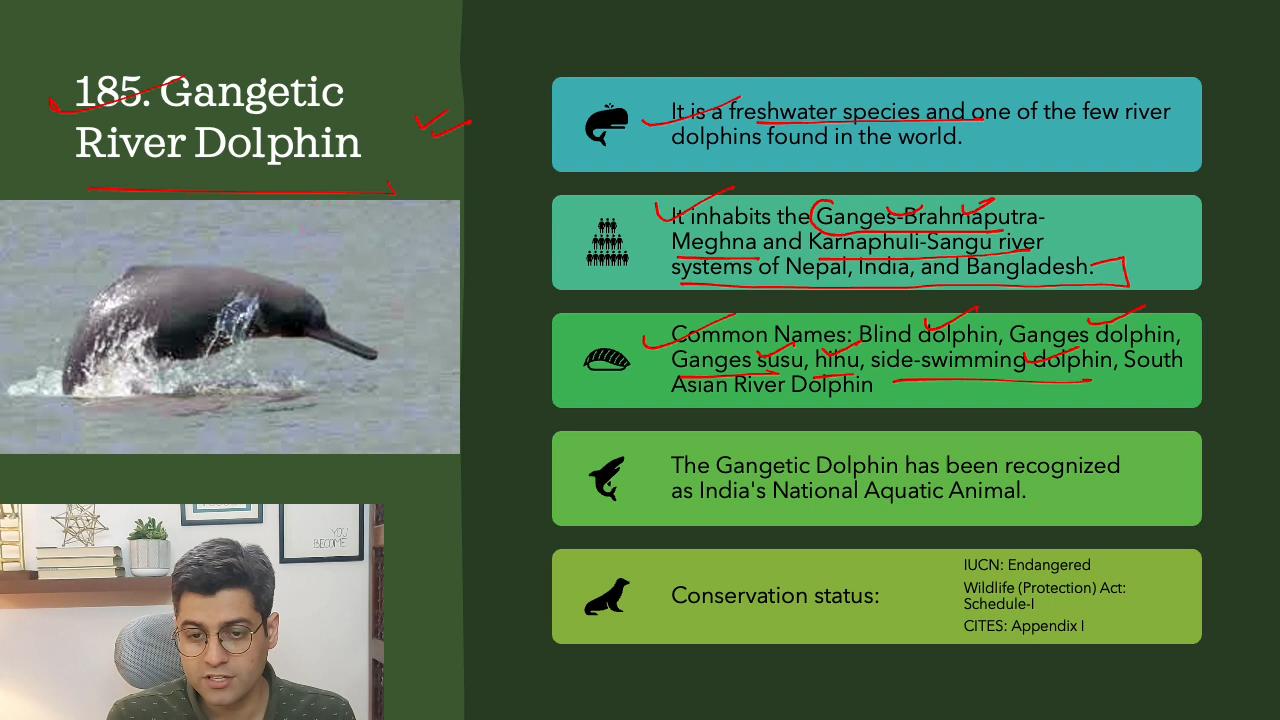 185. Gangetic
River Dolphin
It is a freshwater species and one of the few river
dolphins found in the world.
It inhabits the Ganges-Brahmaputra-
Meghna and Karnaphuli-Sangu river
systems of Nepal, India, and Bangladesh.
Common Names: Blind dolphin, Ganges dolphin,
Ganges susu, hihu, side-swimming dolphin, South
Asian River Dolphin
The Gangetic Dolphin has been recognized
as India's National Aquatic Animal.
Conservation status:
IUCN: Endangered
Wildlife (Protection) Act:
Schedule-I
CITES: Appendix I
YOU
BECOME